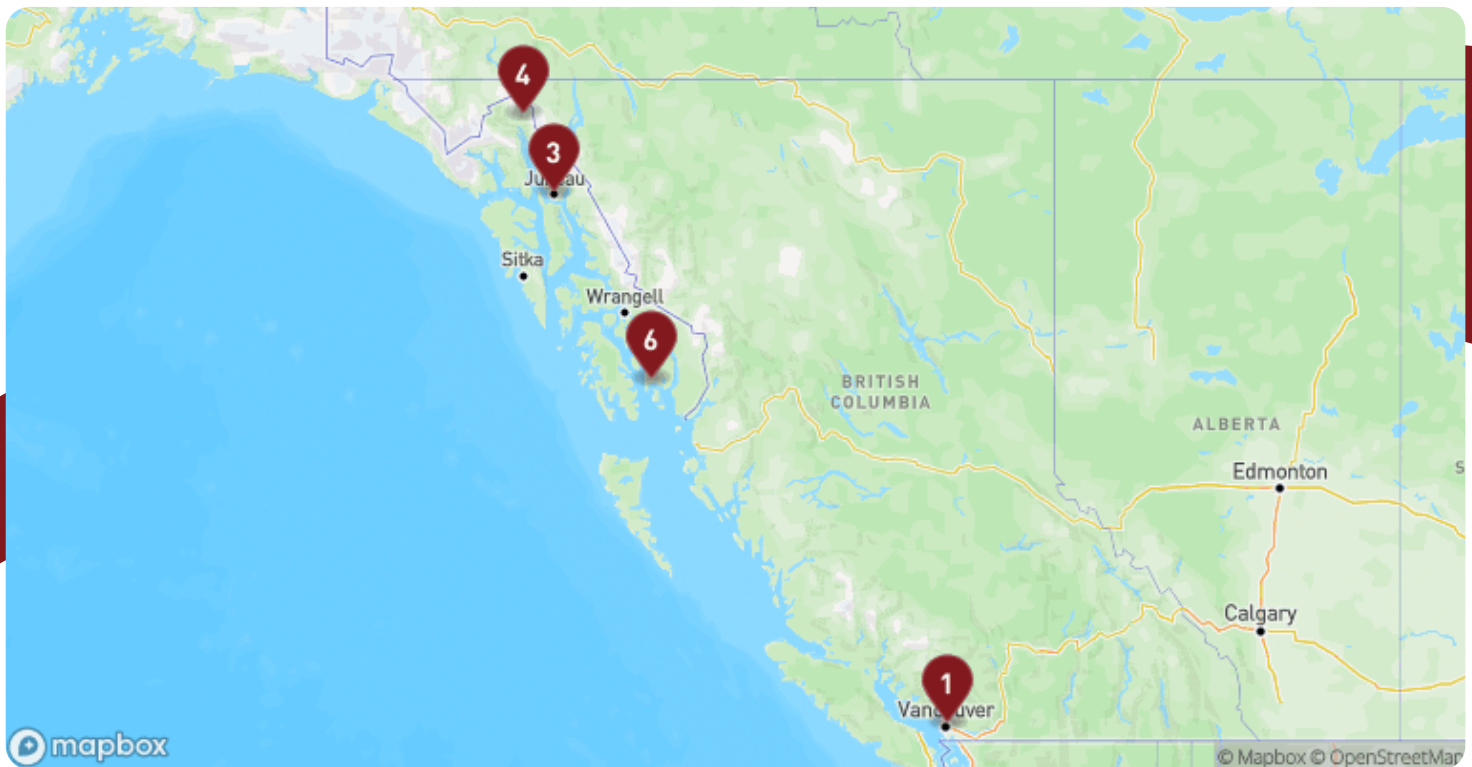 4
3
Juneau
Sitka
Wrangell
6
BRITISH
COLUMBIA
ALBERTA
Edmonton
S
Calgary
1
Vancouver
mapbox
© Mapbox © OpenStreetMap